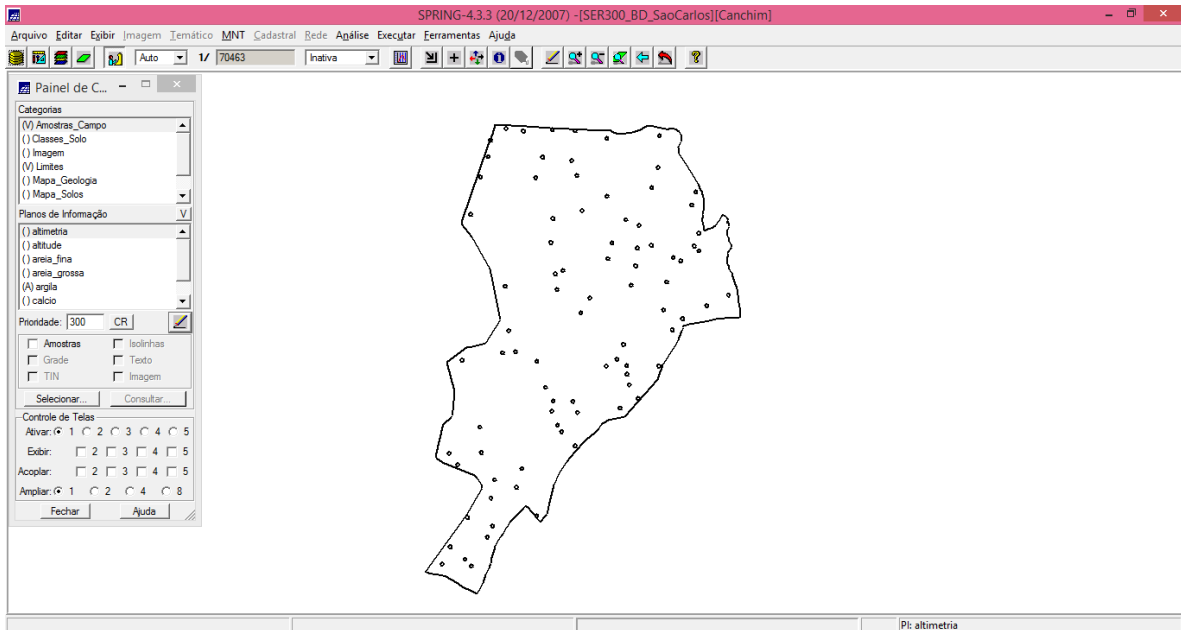 SPRING-4.3.3 (20/12/2007) -[SER300_BD_SaoCarlos][Canchim]
Arquivo Editar Exibir Imagem Temático MNT Cadastral Rede Análise Executar Ferramentas Ajuda
Auto 1/ 70463 Inativa
Painel de C...
Categorias
(V) Amostras_Campo
( ) Classes_Solo
( ) Imagem
(V) Limites
( ) Mapa_Geologia
( ) Mapa_Solos
Planos de Informação V
( ) altimetria
( ) altitude
( ) areia_fina
( ) areia_grossa
(A) argila
( ) calcio
Prioridade: 300 CR
Amostras Isolinhas
Grade Texto
TIN Imagem
Selecionar... Consultar...
Controle de Telas
Ativar: 1 2 3 4 5
Exibir: 2 3 4 5
Acoplar: 2 3 4 5
Ampliar: 1 2 4 8
Fechar Ajuda
PI: altimetria